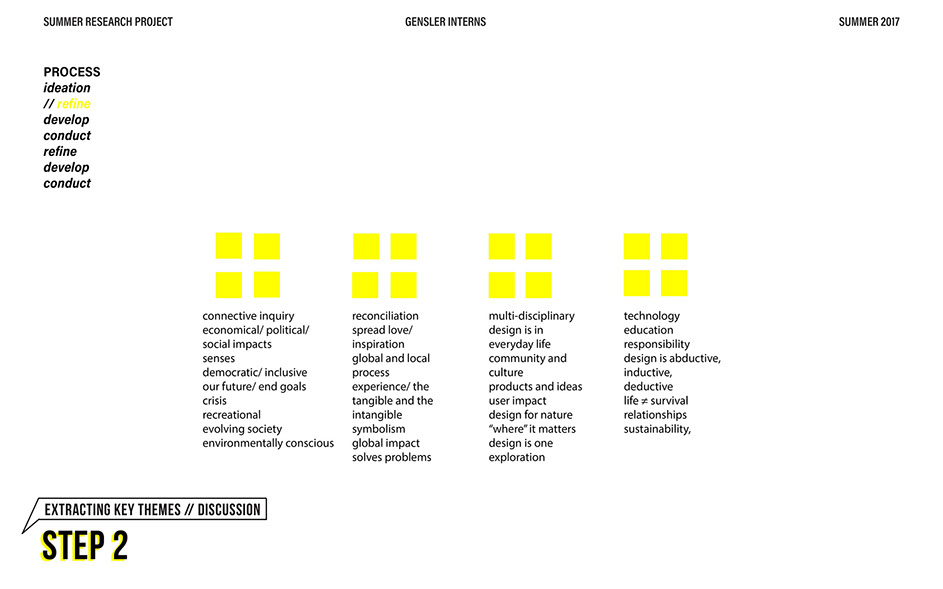 SUMMER RESEARCH PROJECT
GENSLER INTERNS
SUMMER 2017
PROCESS
ideation
// refine
develop
conduct
refine
develop
conduct
connective inquiry
economical/ political/
social impacts
senses
democratic/ inclusive
our future/ end goals
crisis
recreational
evolving society
environmentally conscious
reconciliation
spread love/
inspiration
global and local
process
experience/ the
tangible and the
intangible
symbolism
global impact
solves problems
multi-disciplinary
design is in
everyday life
community and
culture
products and ideas
user impact
design for nature
“where” it matters
design is one
exploration
technology
education
responsibility
design is abductive,
inductive,
deductive
life ≠ survival
relationships
sustainability,
EXTRACTING KEY THEMES // DISCUSSION
STEP 2